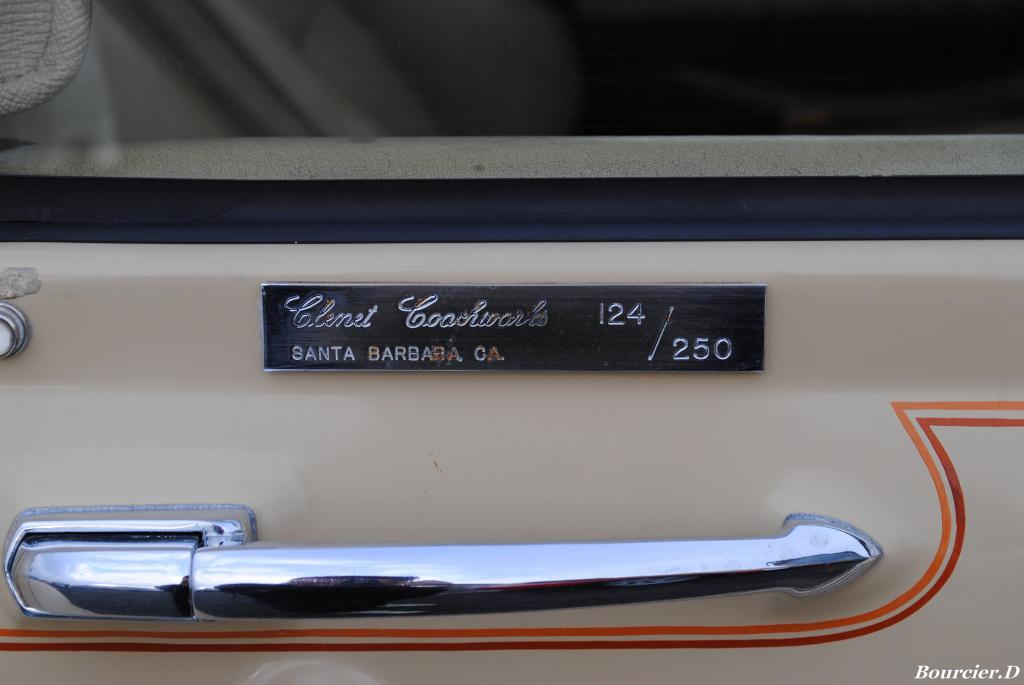 Clenet Coachworks 124/250
SANTA BARBARA, CA.
Bourcier.D